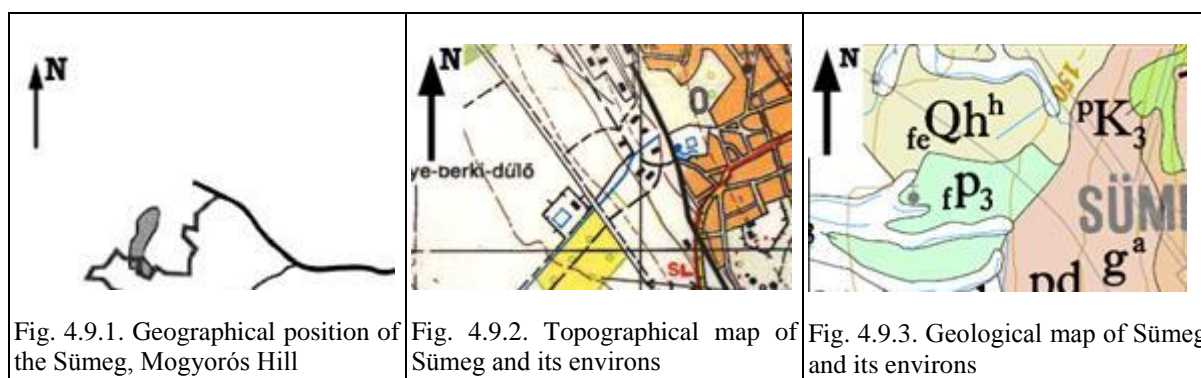 N
Fig. 4.9.1. Geographical position of
the Sümeg, Mogyorós Hill
N
O
ye-berki-dűlő
Fig. 4.9.2. Topographical map of
Sümeg and its environs
N
150
feQh^h
pK3
fP3
SÜM
g^a
pd
Fig. 4.9.3. Geological map of Sümeg
and its environs